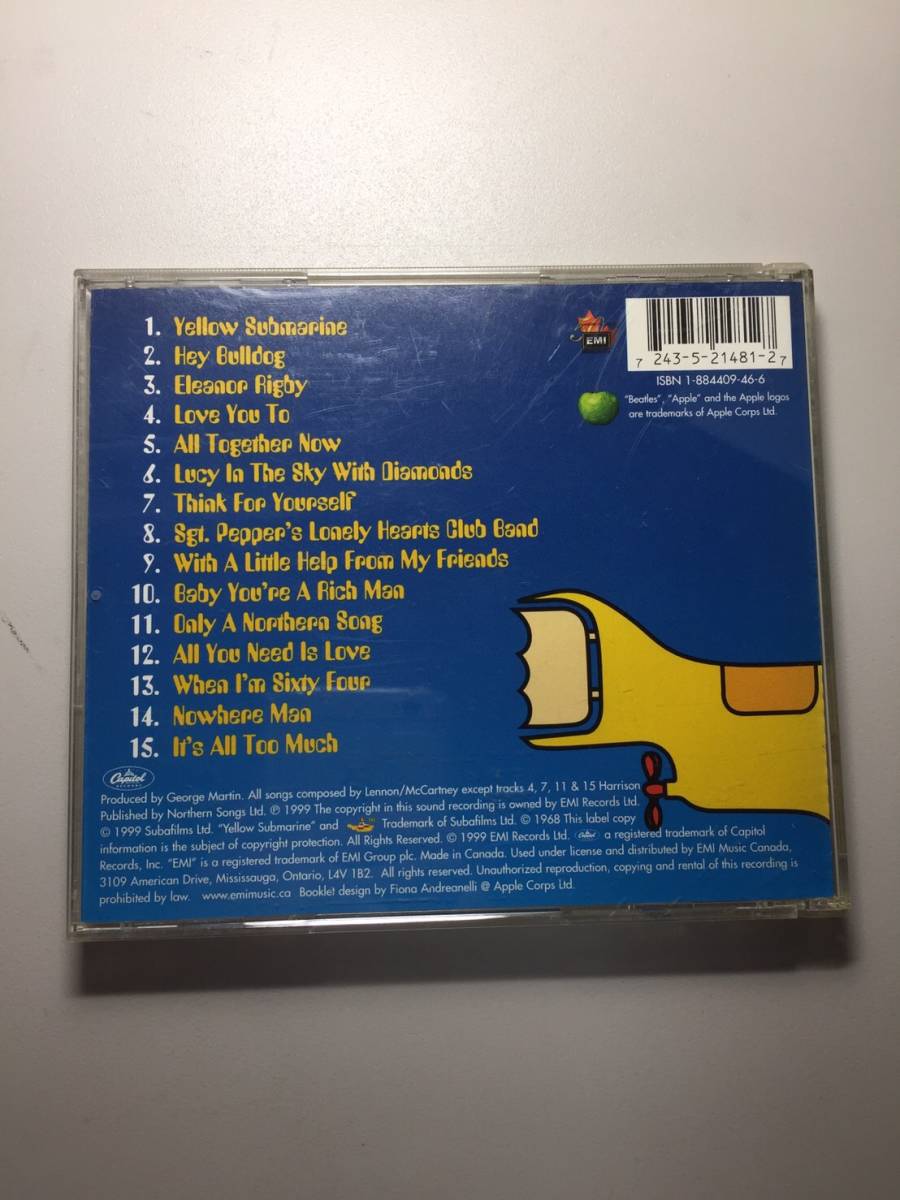 1. Yellow Submarine
2. Hey Bulldog
3. Eleanor Rigby
4. Love You To
5. All Together Now
6. Lucy In The Sky With Diamonds
7. Think For Yourself
8. Sgt. Pepper's Lonely Hearts Club Band
9. With A Little Help From My Friends
10. Baby You're A Rich Man
11. Only A Northern Song
12. All You Need Is Love
13. When I'm Sixty Four
14. Nowhere Man
15. It's All Too Much
EMI
7 243-5-21481-2 7
ISBN 1-884409-46-6
"Beatles", "Apple" and the Apple logos
are trademarks of Apple Corps Ltd.
Capitol
Produced by George Martin. All songs composed by Lennon/McCartney except tracks 4, 7, 11 & 15 Harrison
Published by Northern Songs Ltd. ℗ 1999 The copyright in this sound recording is owned by EMI Records Ltd.
© 1999 Subafilms Ltd. "Yellow Submarine" and Trademark of Subafilms Ltd. © 1968 This label copy
information is the subject of copyright protection. All Rights Reserved. © 1999 EMI Records Ltd. Capitol a registered trademark of Capitol
Records, Inc. "EMI" is a registered trademark of EMI Group plc. Made in Canada. Used under license and distributed by EMI Music Canada,
3109 American Drive, Mississauga, Ontario, L4V 1B2. All rights reserved. Unauthorized reproduction, copying and rental of this recording is
prohibited by law. www.emimusic.ca Booklet design by Fiona Andreanelli @ Apple Corps Ltd.